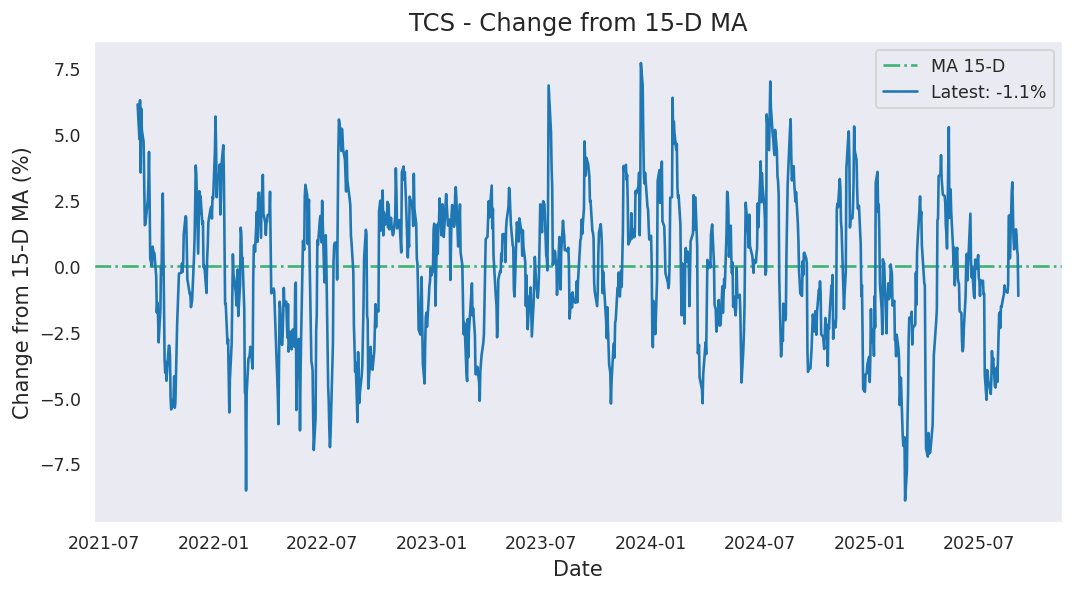 TCS - Change from 15-D MA
MA 15-D
Latest: -1.1%
Change from 15-D MA (%)
7.5
5.0
2.5
0.0
−2.5
−5.0
−7.5
2021-07 2022-01 2022-07 2023-01 2023-07 2024-01 2024-07 2025-01 2025-07
Date